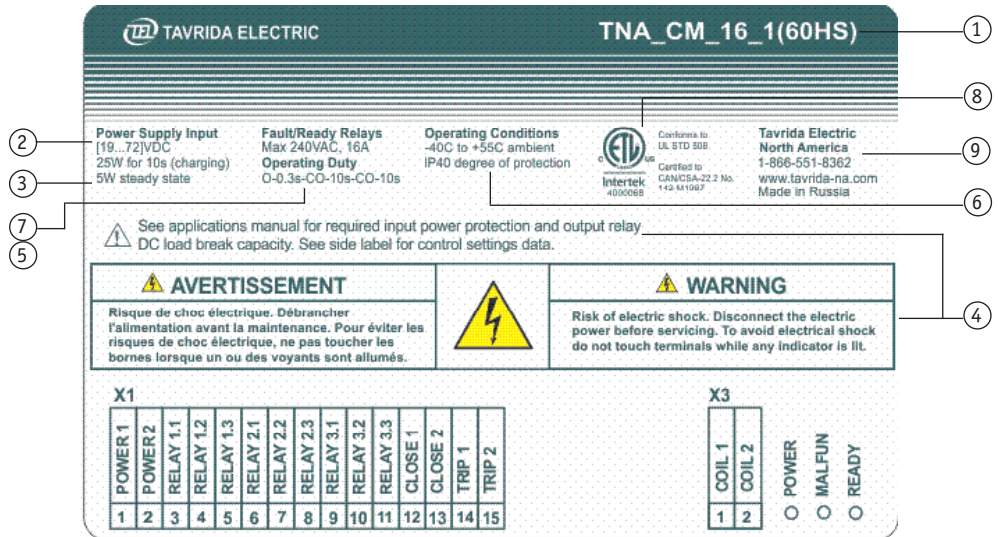 TEL TAVRIDA ELECTRIC
TNA_CM_16_1(60HS)
1
8
Power Supply Input
[19...72]VDC
25W for 10s (charging)
5W steady state
2
3
Fault/Ready Relays
Max 240VAC, 16A
Operating Duty
O-0.3s-CO-10s-CO-10s
7
5
Operating Conditions
-40C to +55C ambient
IP40 degree of protection
6
C ETL US
LISTED
Intertek
4000068
Conforms to
UL STD 508
Certified to
CAN/CSA-22.2 No.
142-M1987
Tavrida Electric
North America
1-866-551-8362
www.tavrida-na.com
Made in Russia
9
See applications manual for required input power protection and output relay
DC load break capacity. See side label for control settings data.
4
AVERTISSEMENT
Risque de choc électrique. Débrancher
l'alimentation avant la maintenance. Pour éviter les
risques de choc électrique, ne pas toucher les
bornes lorsque un ou des voyants sont allumés.
WARNING
Risk of electric shock. Disconnect the electric
power before servicing. To avoid electrical shock
do not touch terminals while any indicator is lit.
X1
POWER 1
POWER 2
RELAY 1.1
RELAY 1.2
RELAY 1.3
RELAY 2.1
RELAY 2.2
RELAY 2.3
RELAY 3.1
RELAY 3.2
RELAY 3.3
CLOSE 1
CLOSE 2
TRIP 1
TRIP 2
1 2 3 4 5 6 7 8 9 10 11 12 13 14 15
X3
COIL 1
COIL 2
1 2
POWER
MALFUN
READY